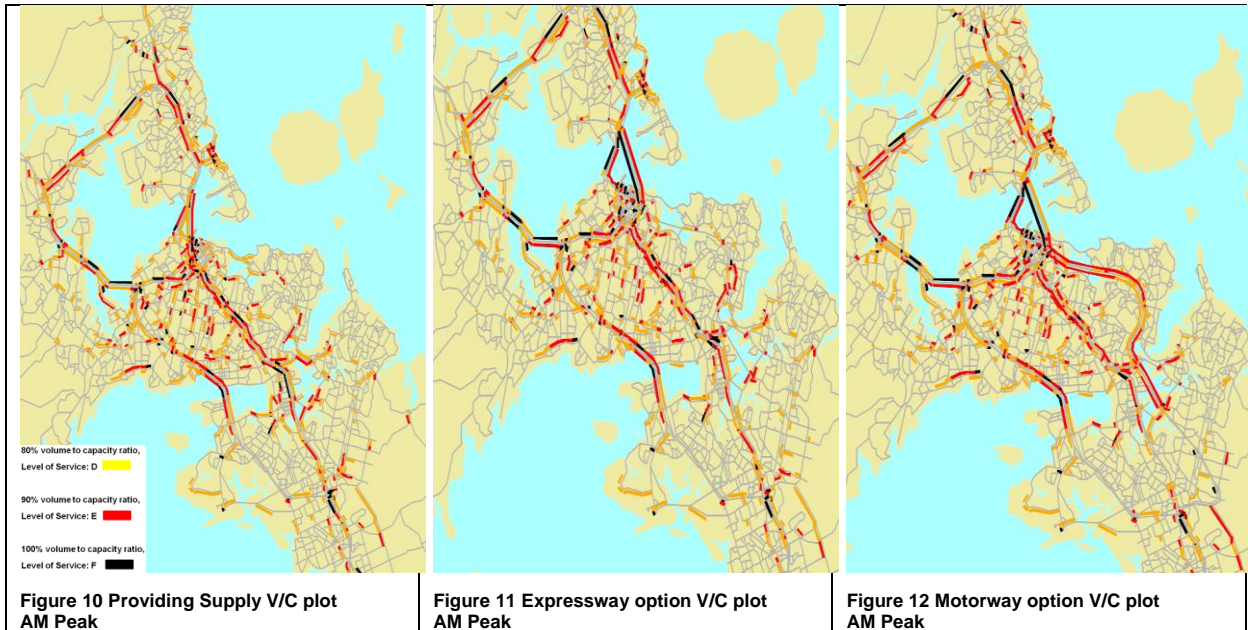 80% volume to capacity ratio,
Level of Service: D
90% volume to capacity ratio,
Level of Service: E
100% volume to capacity ratio,
Level of Service: F
Figure 10 Providing Supply V/C plot
AM Peak
Figure 11 Expressway option V/C plot
AM Peak
Figure 12 Motorway option V/C plot
AM Peak